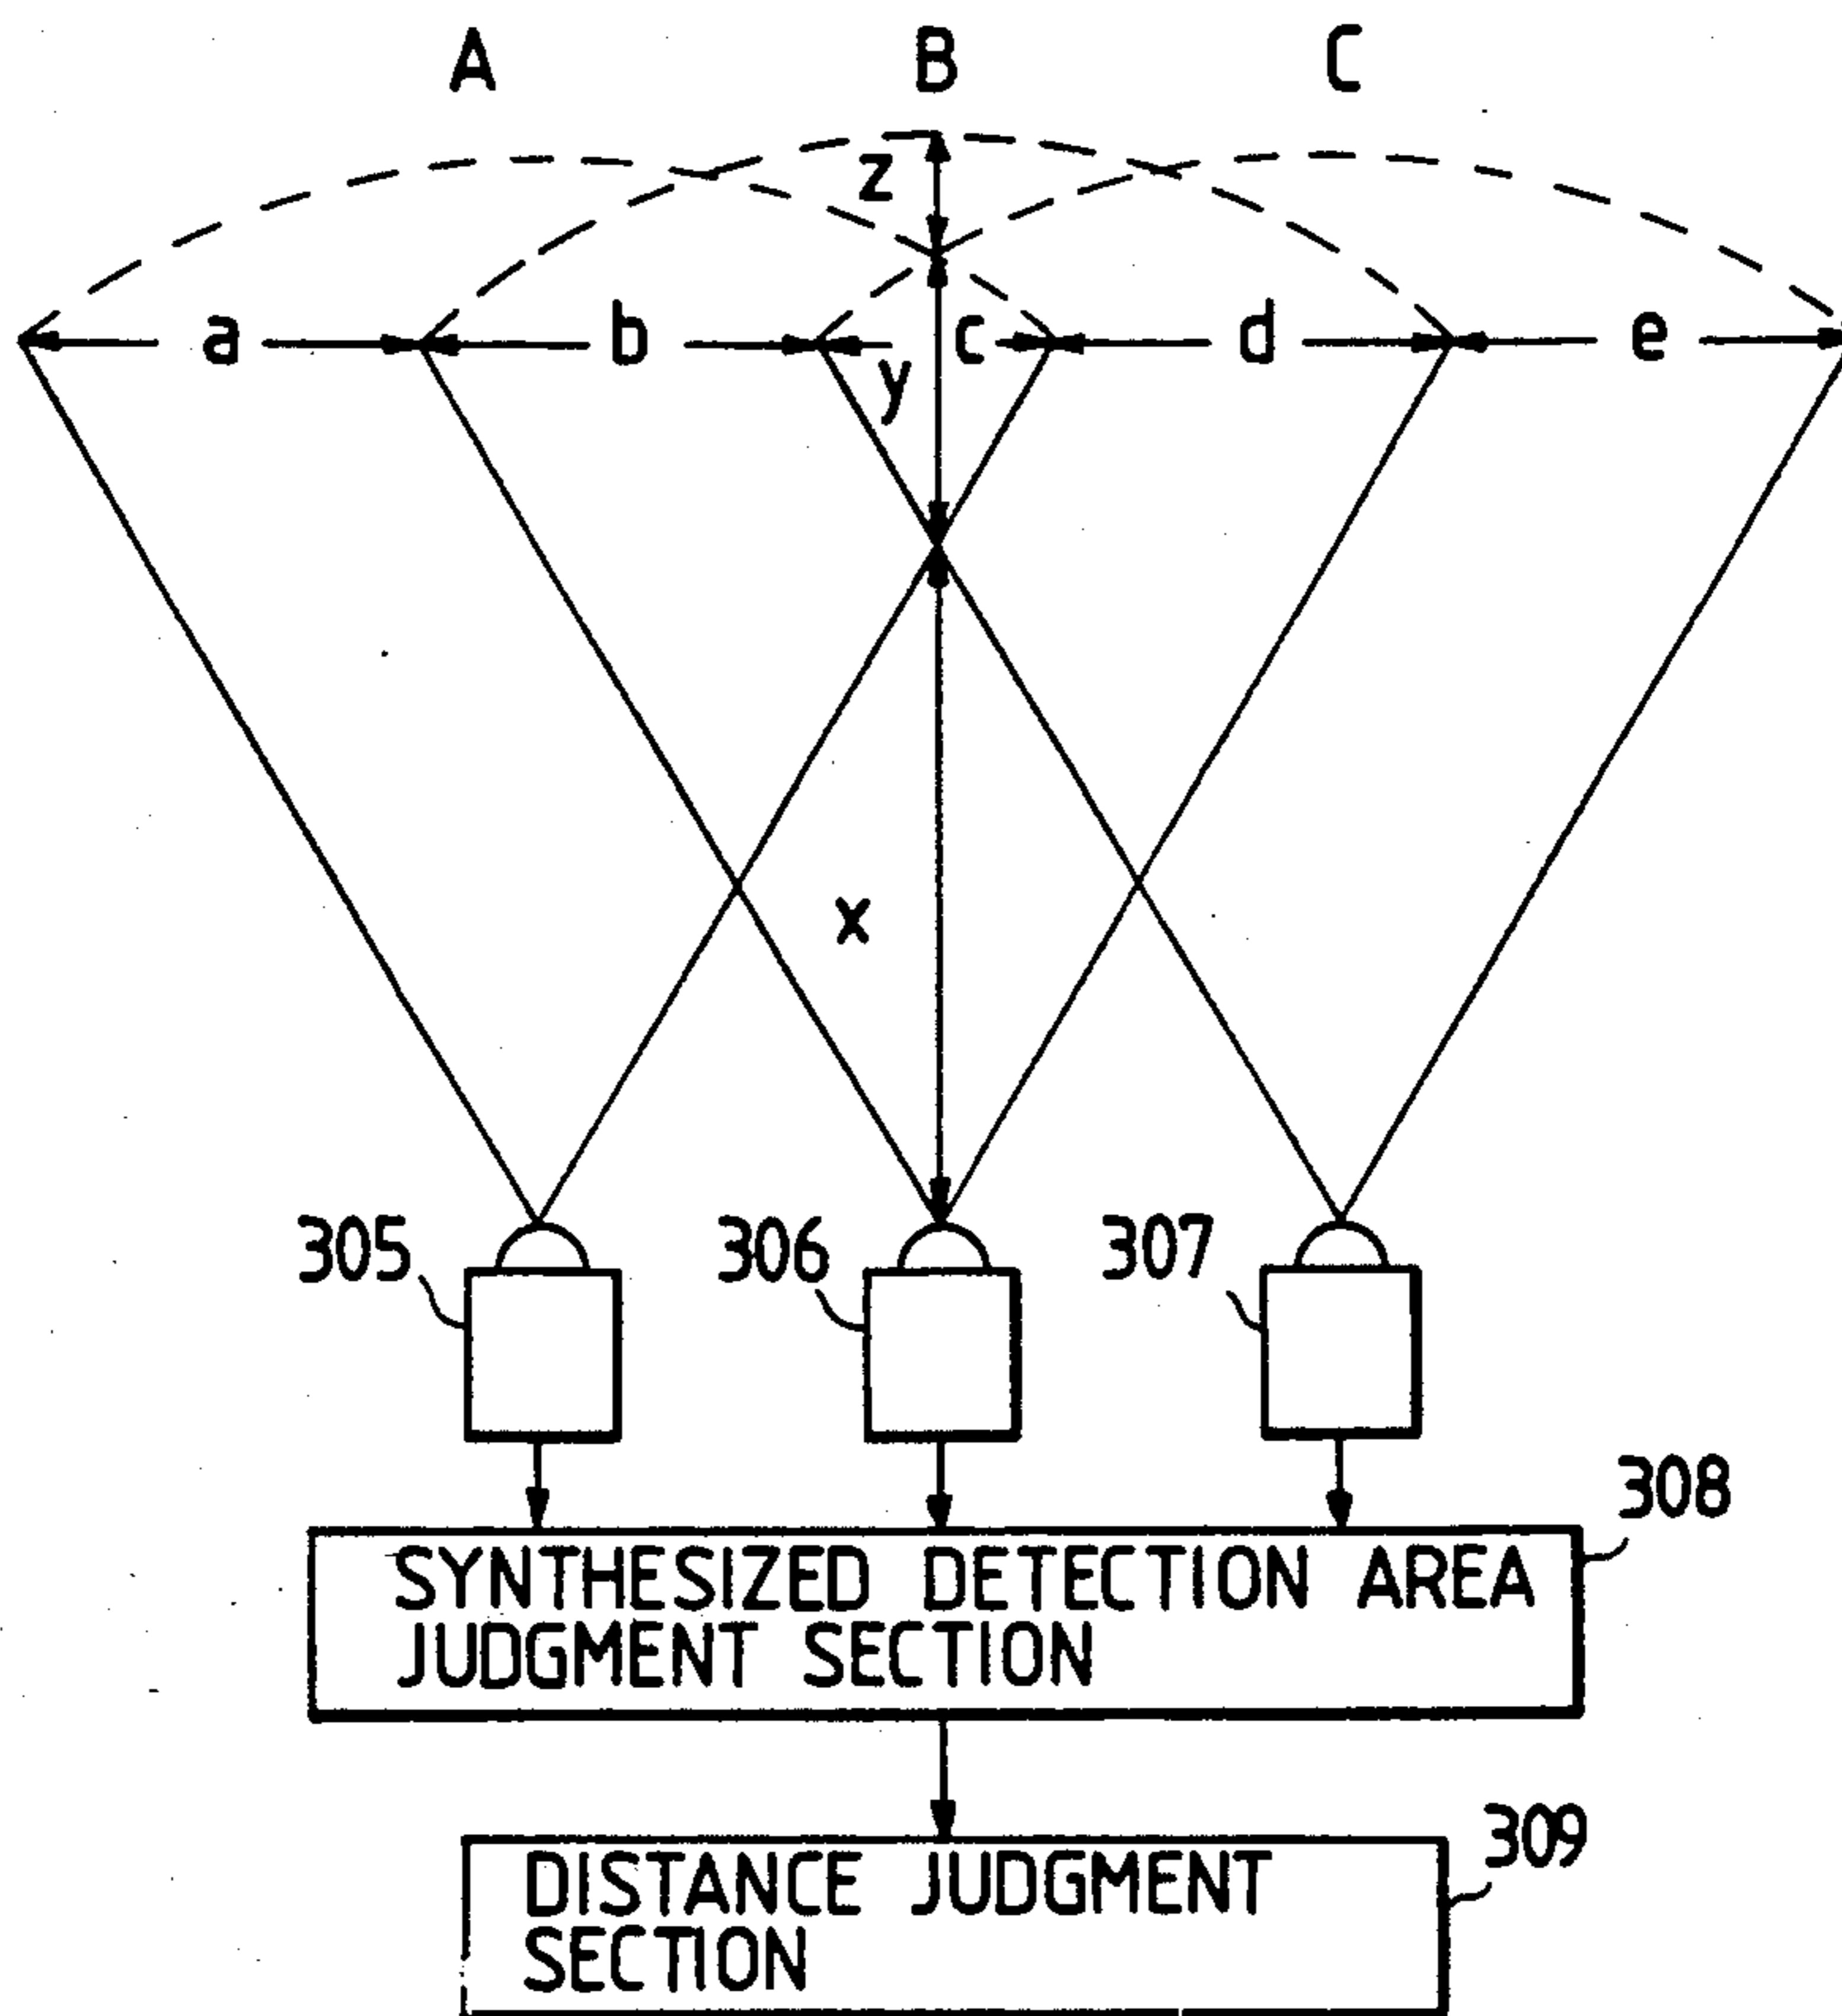 A B C
z
a b c d e
y
x
305 306 307
308
SYNTHESIZED DETECTION AREA
JUDGMENT SECTION
309
DISTANCE JUDGMENT
SECTION